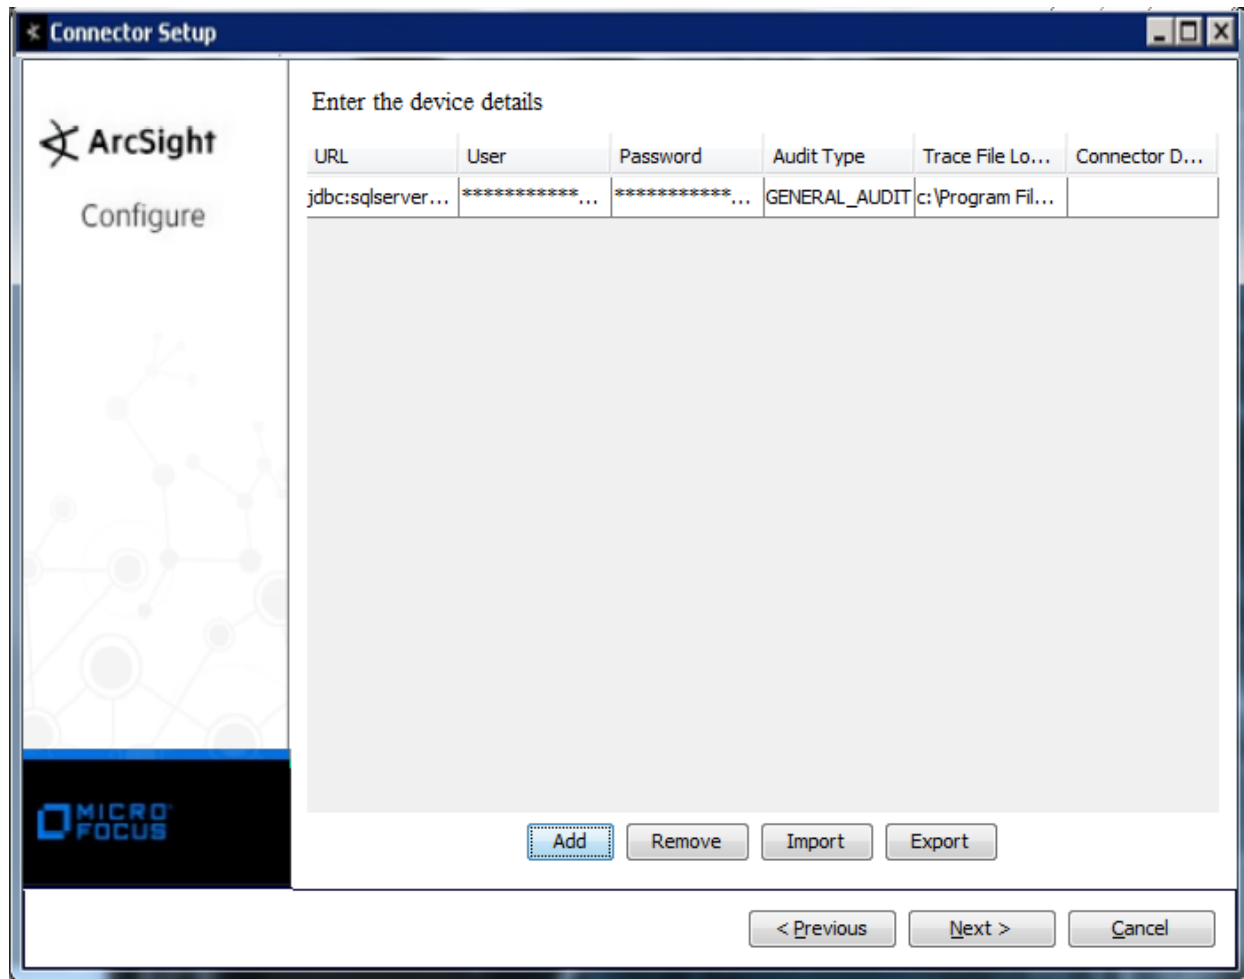 Connector Setup
ArcSight
Configure
Enter the device details
URL User Password Audit Type Trace File Lo... Connector D...
jdbc:sqlserver... ***********... ***********... GENERAL_AUDIT c:\Program Fil...
MICRO
FOCUS
Add Remove Import Export
< Previous Next > Cancel